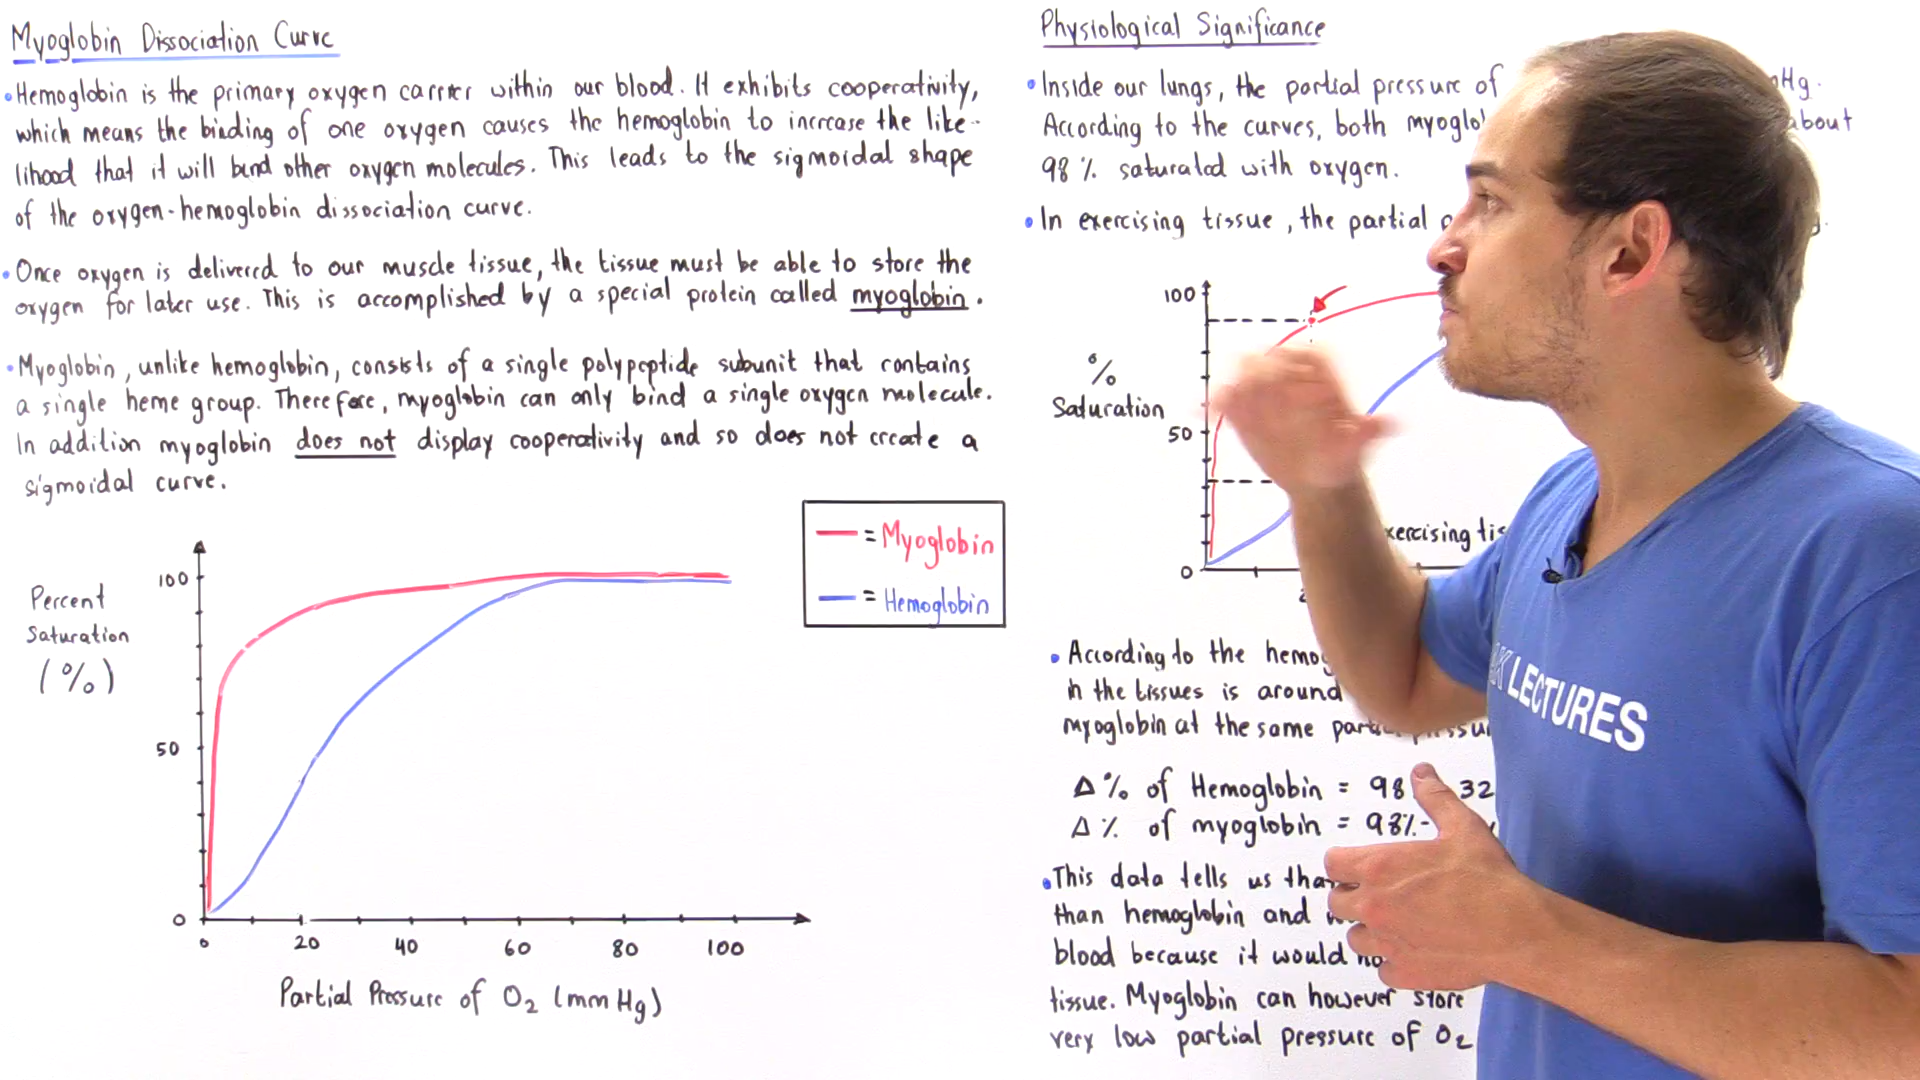 Myoglobin Dissociation Curve
•Hemoglobin is the primary oxygen carrier within our blood. It exhibits cooperativity,
which means the binding of one oxygen causes the hemoglobin to increase the like-
lihood that it will bind other oxygen molecules. This leads to the sigmoidal shape
of the oxygen-hemoglobin dissociation curve.
•Once oxygen is delivered to our muscle tissue, the tissue must be able to store the
oxygen for later use. This is accomplished by a special protein called myoglobin.
•Myoglobin, unlike hemoglobin, consists of a single polypeptide subunit that contains
a single heme group. Therefore, myoglobin can only bind a single oxygen molecule.
In addition myoglobin does not display cooperativity and so does not create a
sigmoidal curve.
= Myoglobin
= Hemoglobin
Percent
Saturation
(%)
100
50
0
0 20 40 60 80 100
Partial Pressure of O2 (mmHg)
Physiological Significance
•Inside our lungs, the partial pressure of Hg.
According to the curves, both about
98% saturated with oxygen.
•In exercising tissue, the partial
100
%
Saturation
50
0
• According to the
in the tissues is around
myoglobin at the same
Δ% of Hemoglobin = 98 32
Δ% of myoglobin = 98%-
•This data tells us
than hemoglobin and
blood because it would
tissue. Myoglobin can however store
very low partial pressure of O2
LECTURES